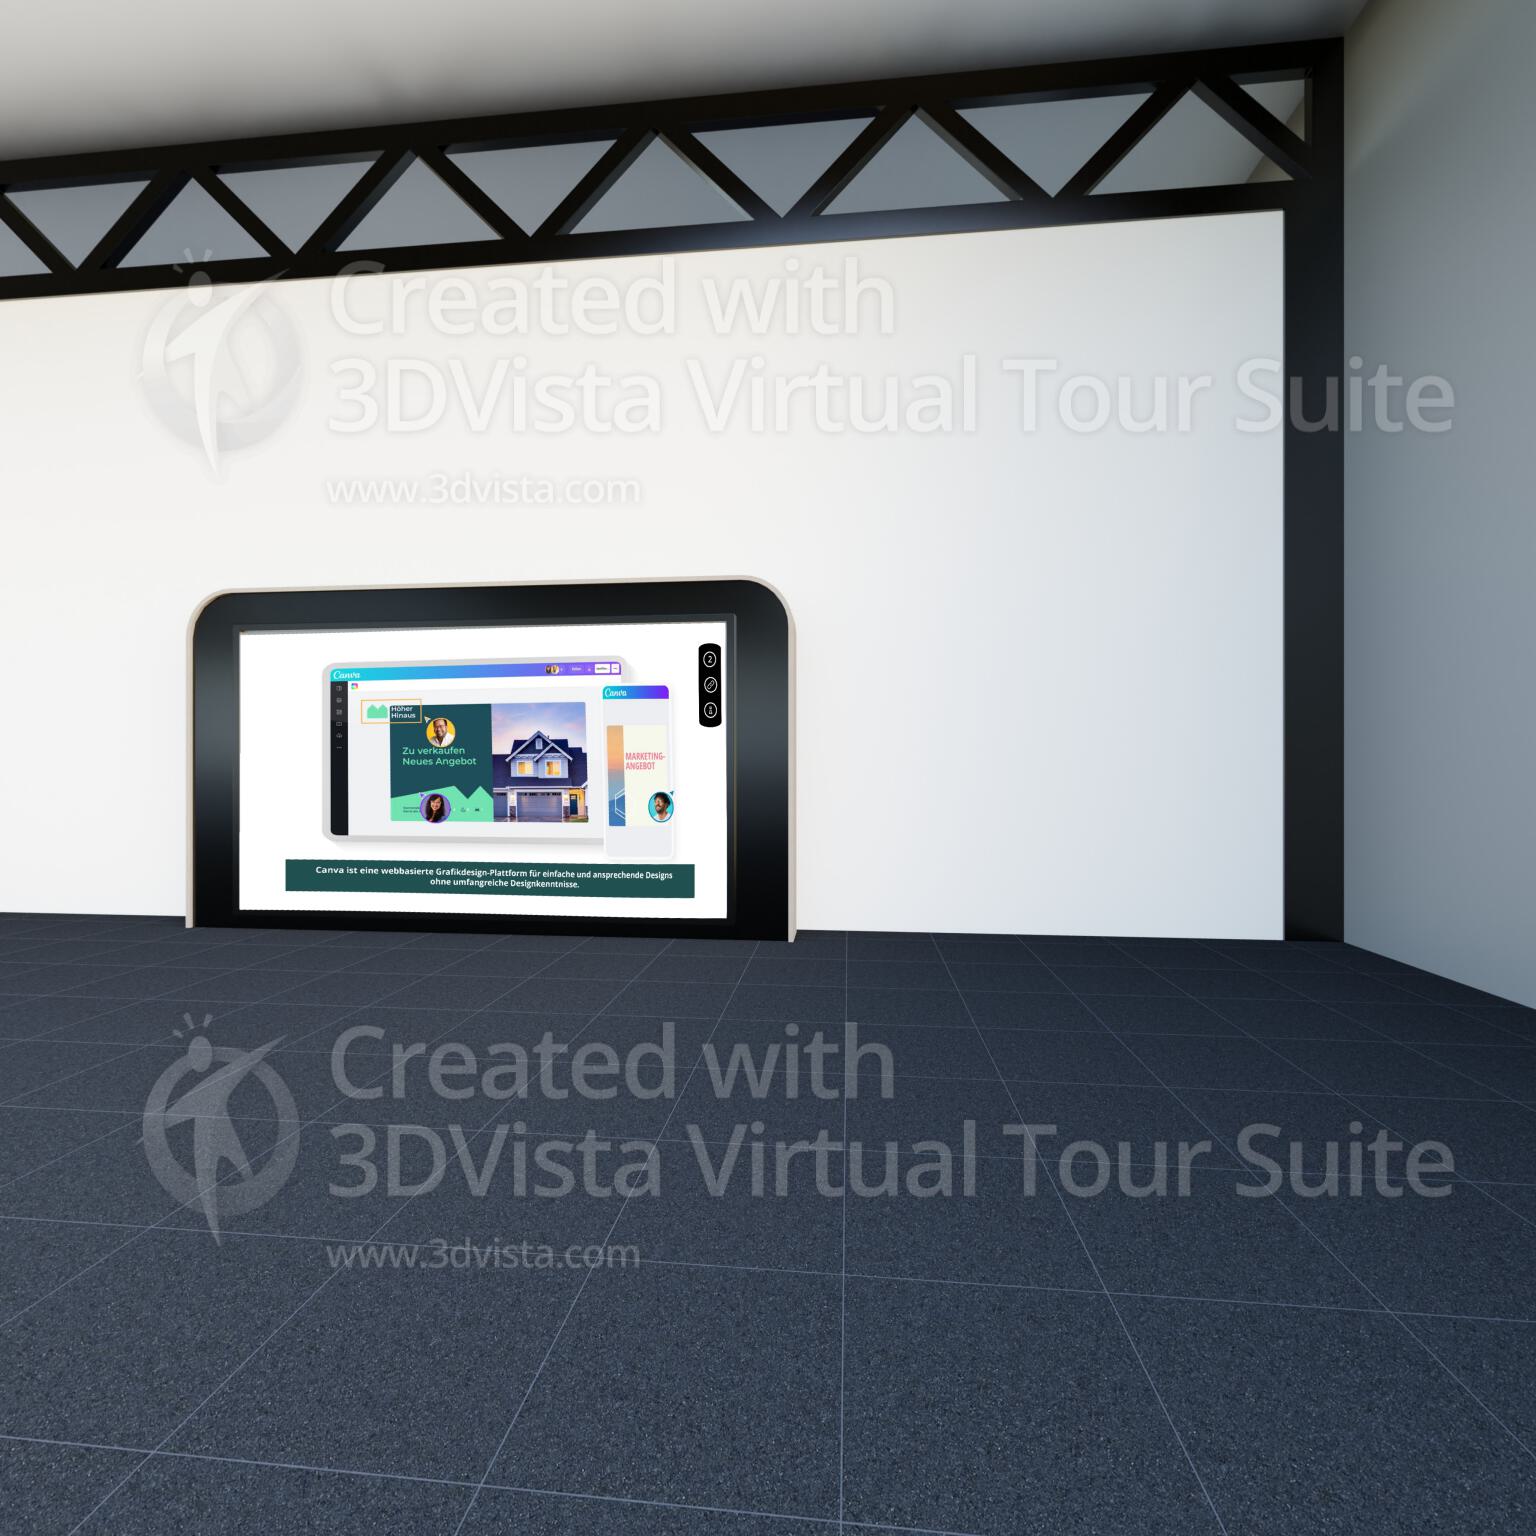 Created with
3DVista Virtual Tour Suite
www.3dvista.com
Canva
Canva
Höher
Hinaus
Zu verkaufen
Neues Angebot
MARKETING-
ANGEBOT
2
Canva ist eine webbasierte Grafikdesign-Plattform für einfache und ansprechende Designs
ohne umfangreiche Designkenntnisse.
Created with
3DVista Virtual Tour Suite
www.3dvista.com